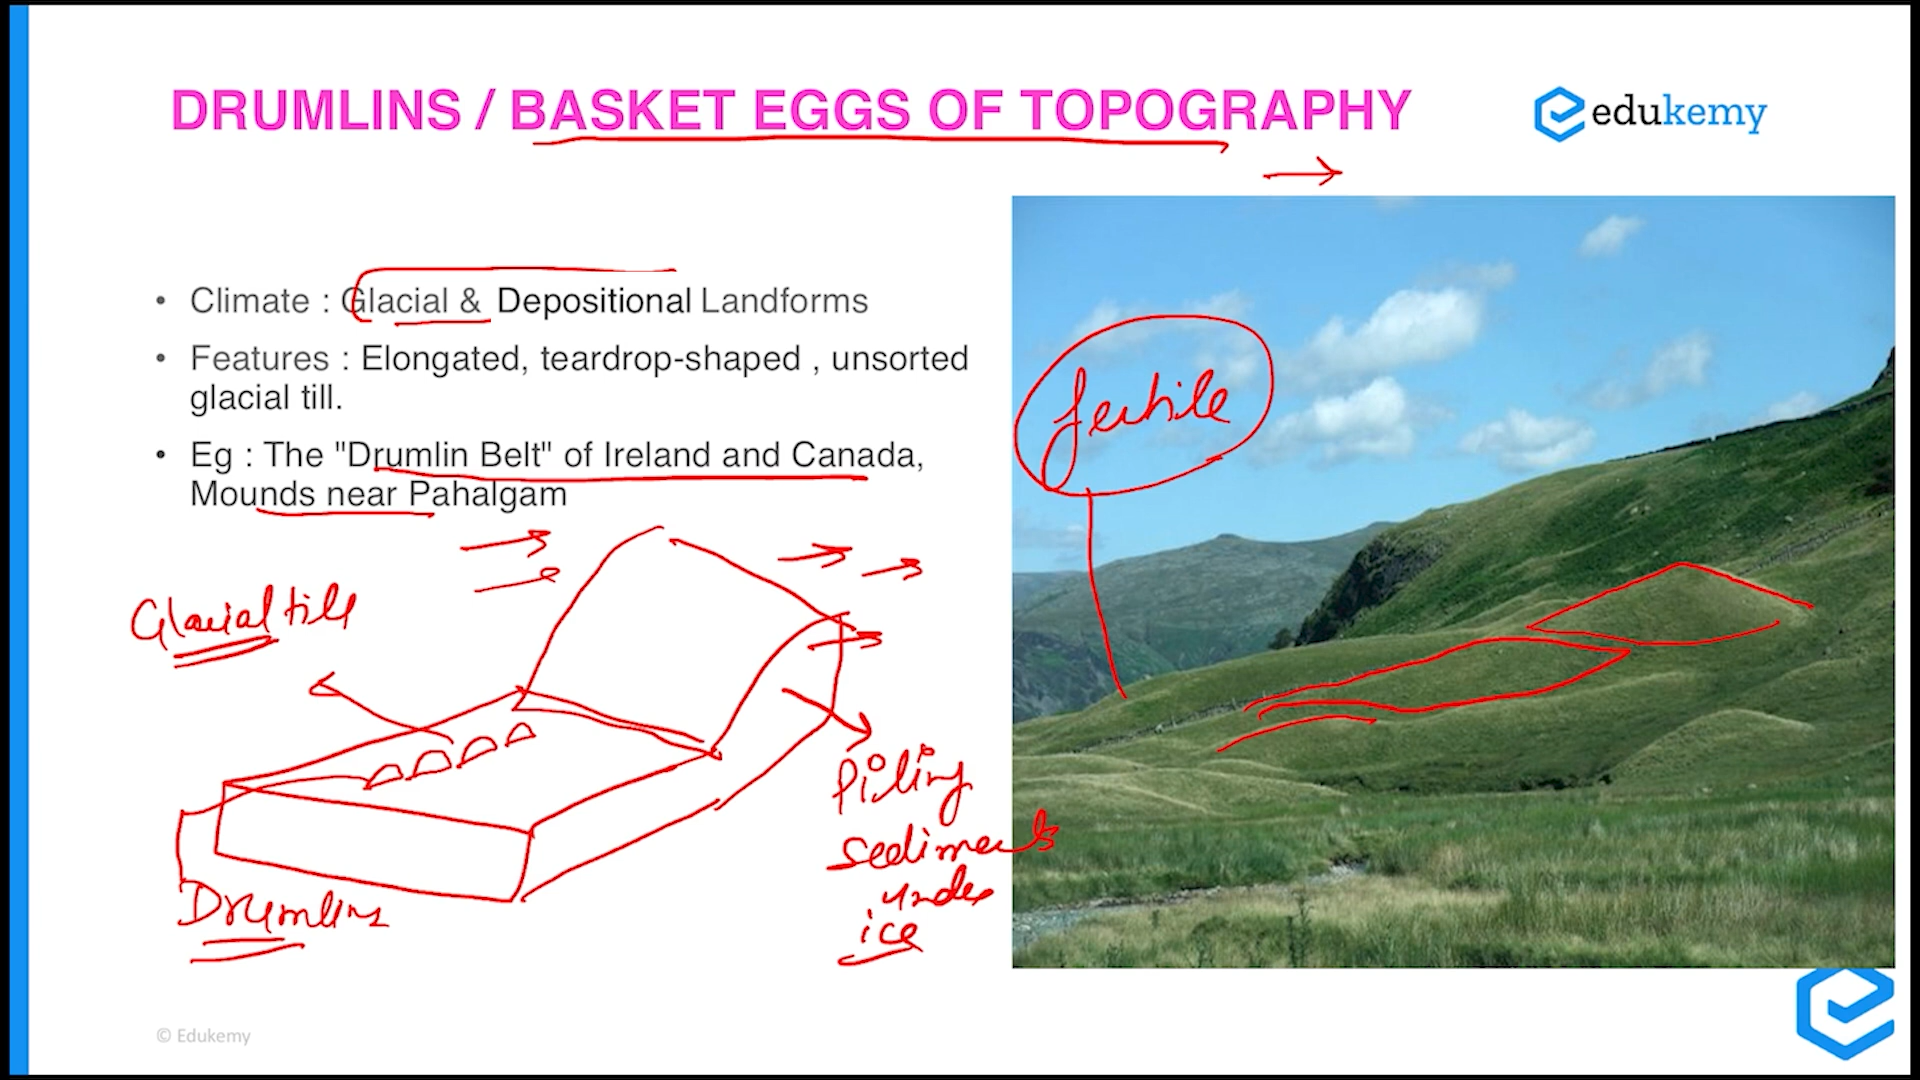 DRUMLINS / BASKET EGGS OF TOPOGRAPHY
edukemy
• Climate : Glacial & Depositional Landforms
• Features : Elongated, teardrop-shaped , unsorted
glacial till.
• Eg : The "Drumlin Belt" of Ireland and Canada,
Mounds near Pahalgam
fertile
Glacial till
Piling
sediments
under
ice
Drumlins
© Edukemy